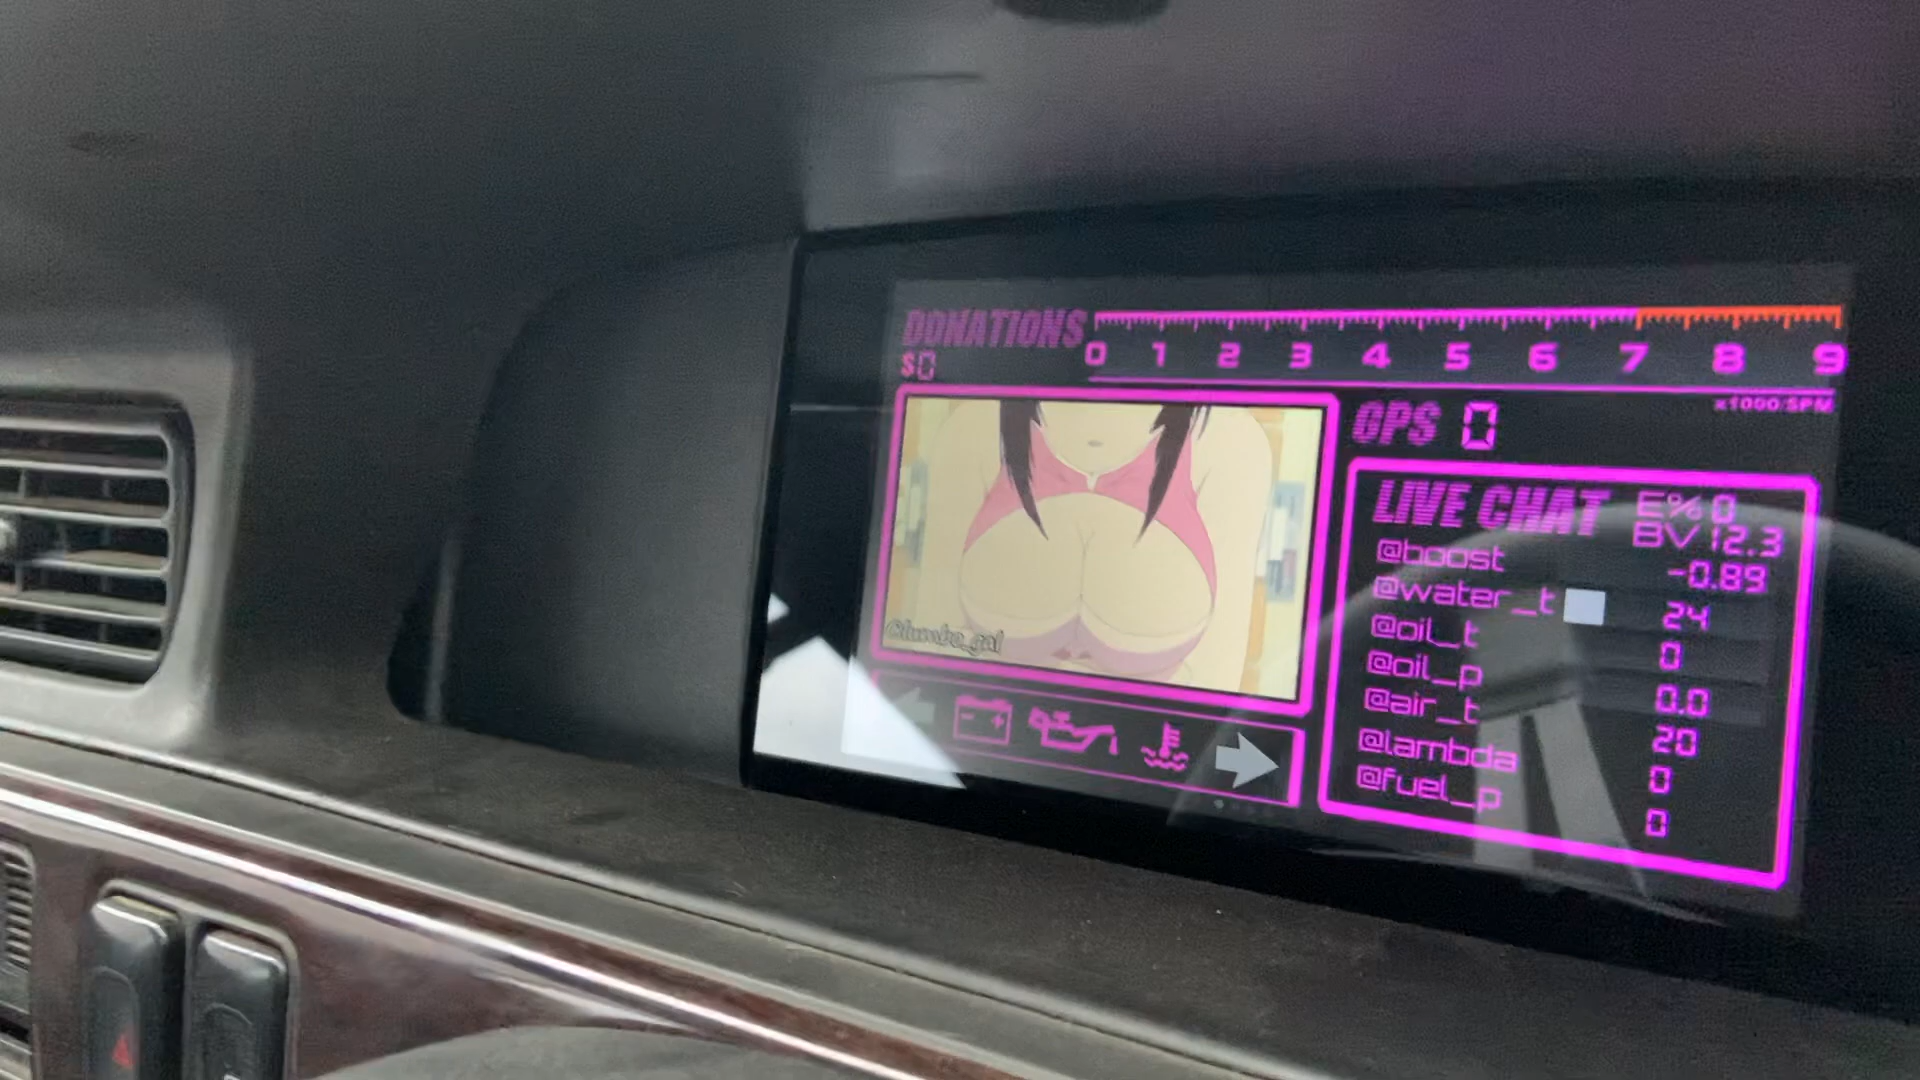 DONATIONS
$0
0 1 2 3 4 5 6 7 8 9
x1000/SPM
GPS 0
LIVE CHAT
E% 0
BV 12.3
@boost -0.89
@water_t 24
@oil_t 0
@oil_p 0.0
@air_t 20
@lambda 0
@fuel_p 0